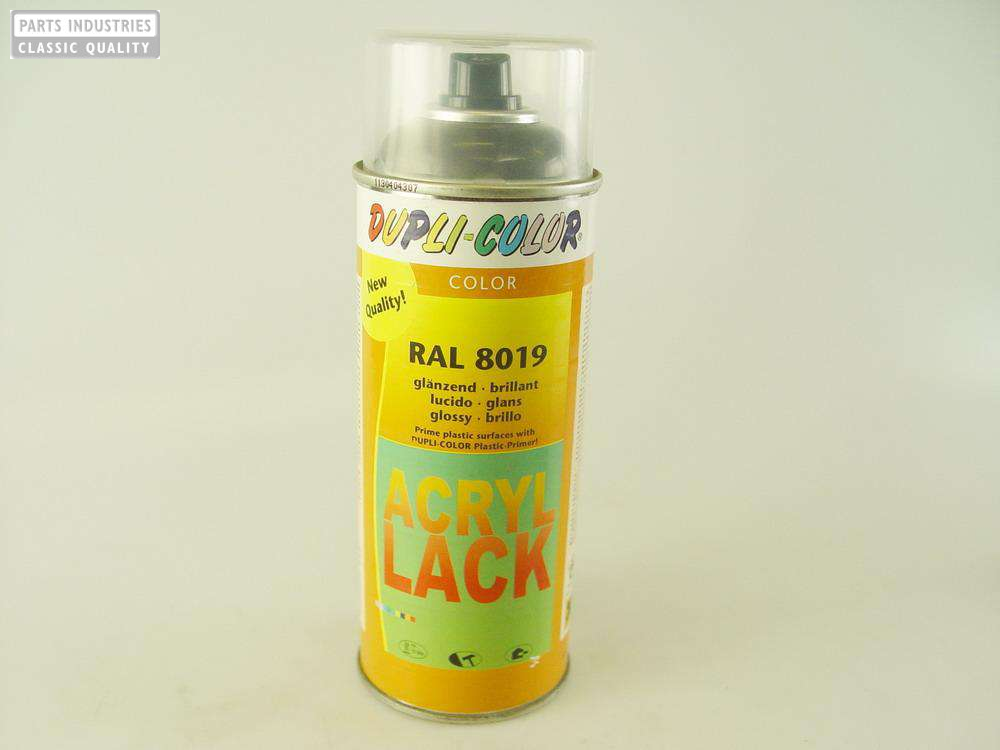 PARTS INDUSTRIES
CLASSIC QUALITY
1130404307
DUPLI-COLOR
COLOR
New
Quality!
RAL 8019
glänzend · brillant
lucido · glans
glossy · brillo
Prime plastic surfaces with
DUPLI-COLOR Plastic-Primer!
ACRYL
LACK